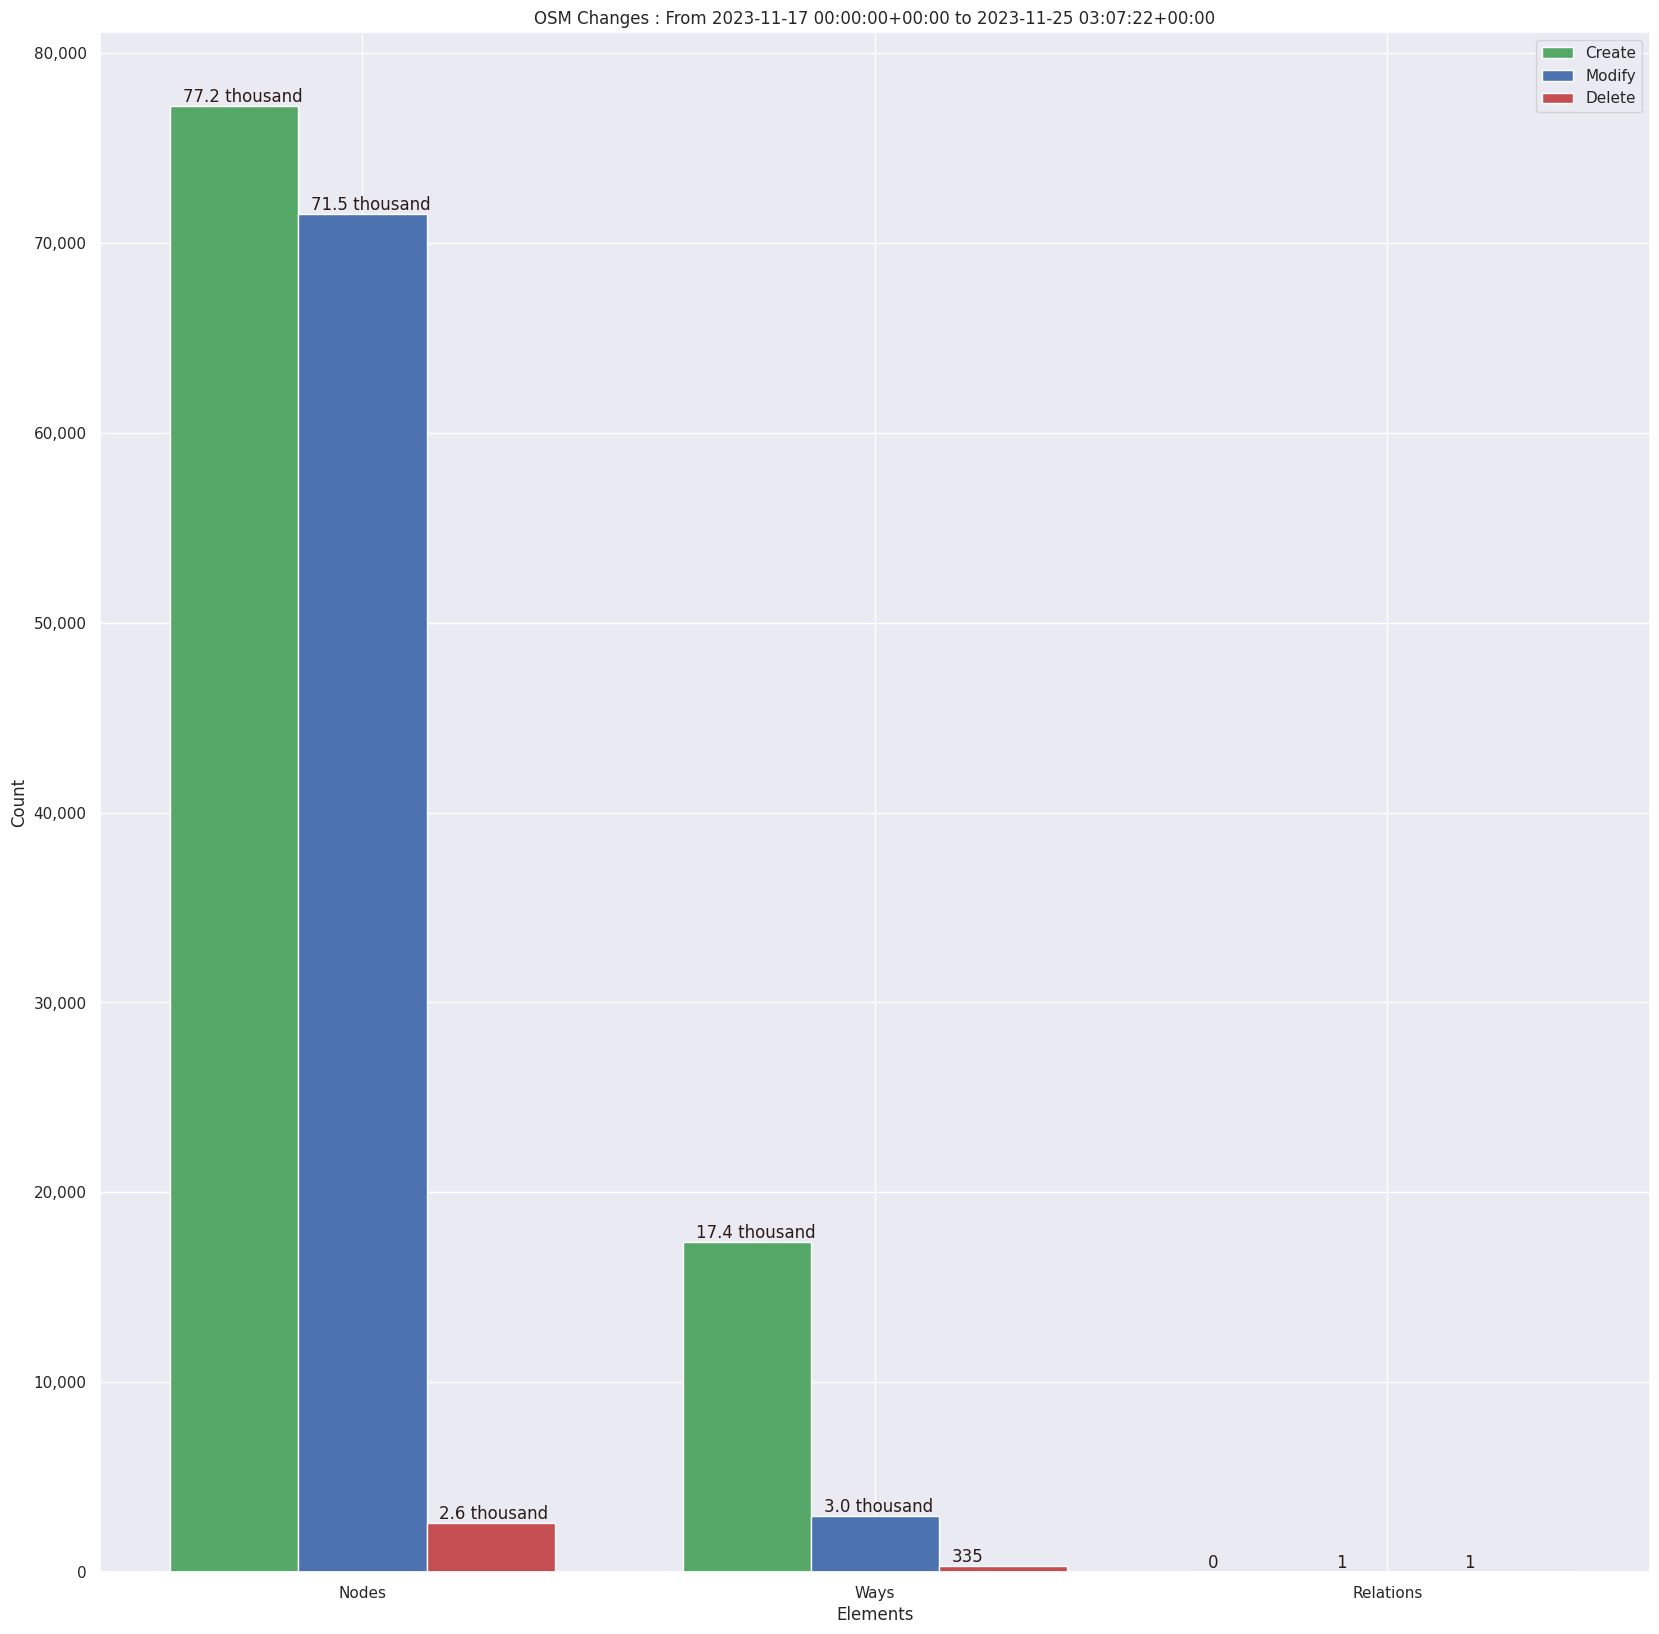 OSM Changes : From 2023-11-17 00:00:00+00:00 to 2023-11-25 03:07:22+00:00
Create
Modify
Delete
Count
80,000
70,000
60,000
50,000
40,000
30,000
20,000
10,000
0
77.2 thousand
71.5 thousand
2.6 thousand
17.4 thousand
3.0 thousand
335
0
1
1
Nodes
Ways
Relations
Elements